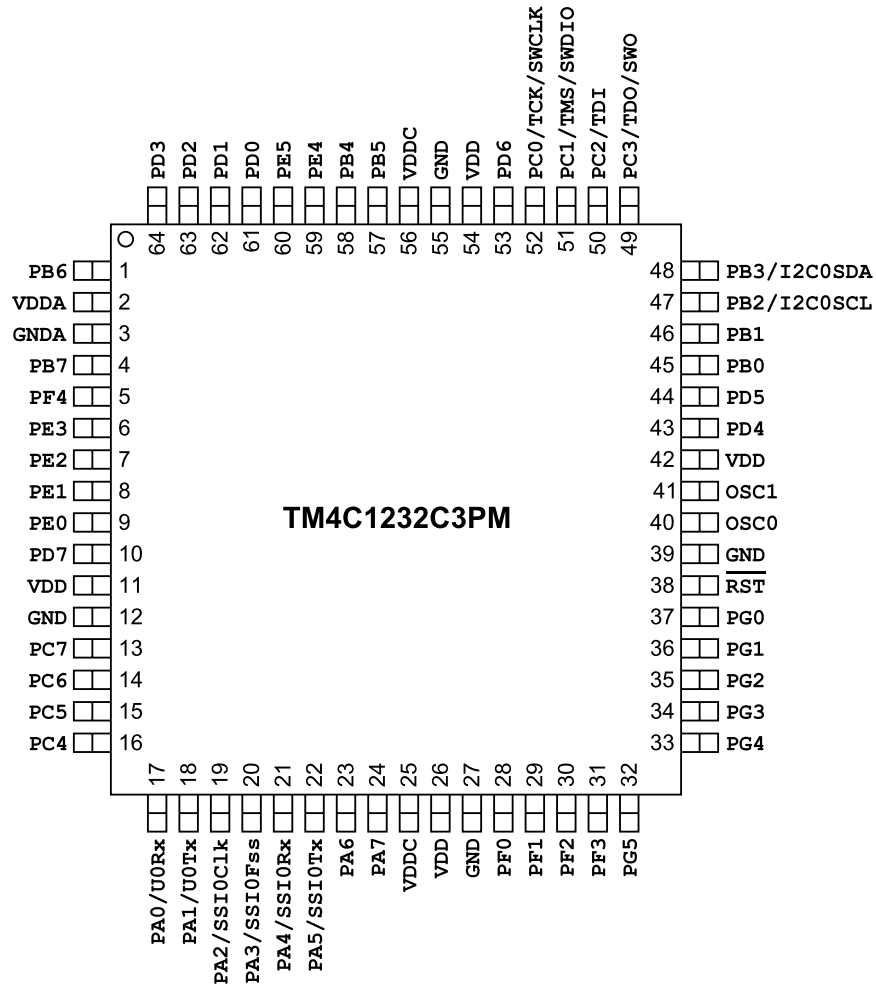 PD3
PD2
PD1
PD0
PE5
PE4
PB4
PB5
VDDC
GND
VDD
PD6
PC0/TCK/SWCLK
PC1/TMS/SWDIO
PC2/TDI
PC3/TDO/SWO
64
63
62
61
60
59
58
57
56
55
54
53
52
51
50
49
PB6 1
VDDA 2
GNDA 3
PB7 4
PF4 5
PE3 6
PE2 7
PE1 8
PE0 9
PD7 10
VDD 11
GND 12
PC7 13
PC6 14
PC5 15
PC4 16
TM4C1232C3PM
48 PB3/I2C0SDA
47 PB2/I2C0SCL
46 PB1
45 PB0
44 PD5
43 PD4
42 VDD
41 OSC1
40 OSC0
39 GND
38 RST
37 PG0
36 PG1
35 PG2
34 PG3
33 PG4
17
18
19
20
21
22
23
24
25
26
27
28
29
30
31
32
PA0/U0Rx
PA1/U0Tx
PA2/SSI0Clk
PA3/SSI0Fss
PA4/SSI0Rx
PA5/SSI0Tx
PA6
PA7
VDDC
VDD
GND
PF0
PF1
PF2
PF3
PG5